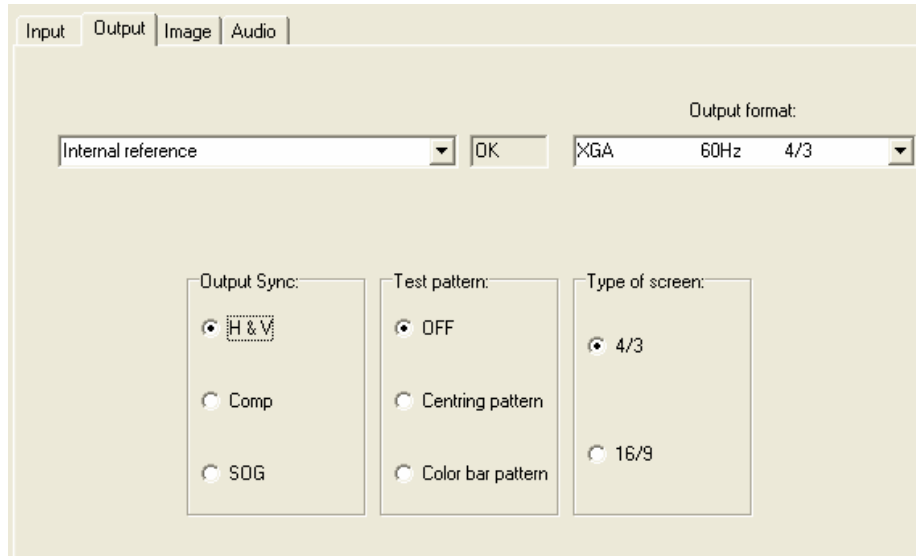 Input Output Image Audio
Output format:
Internal reference OK XGA 60Hz 4/3
Output Sync: Test pattern: Type of screen:
H & V OFF 4/3
Comp Centring pattern
SOG Color bar pattern 16/9